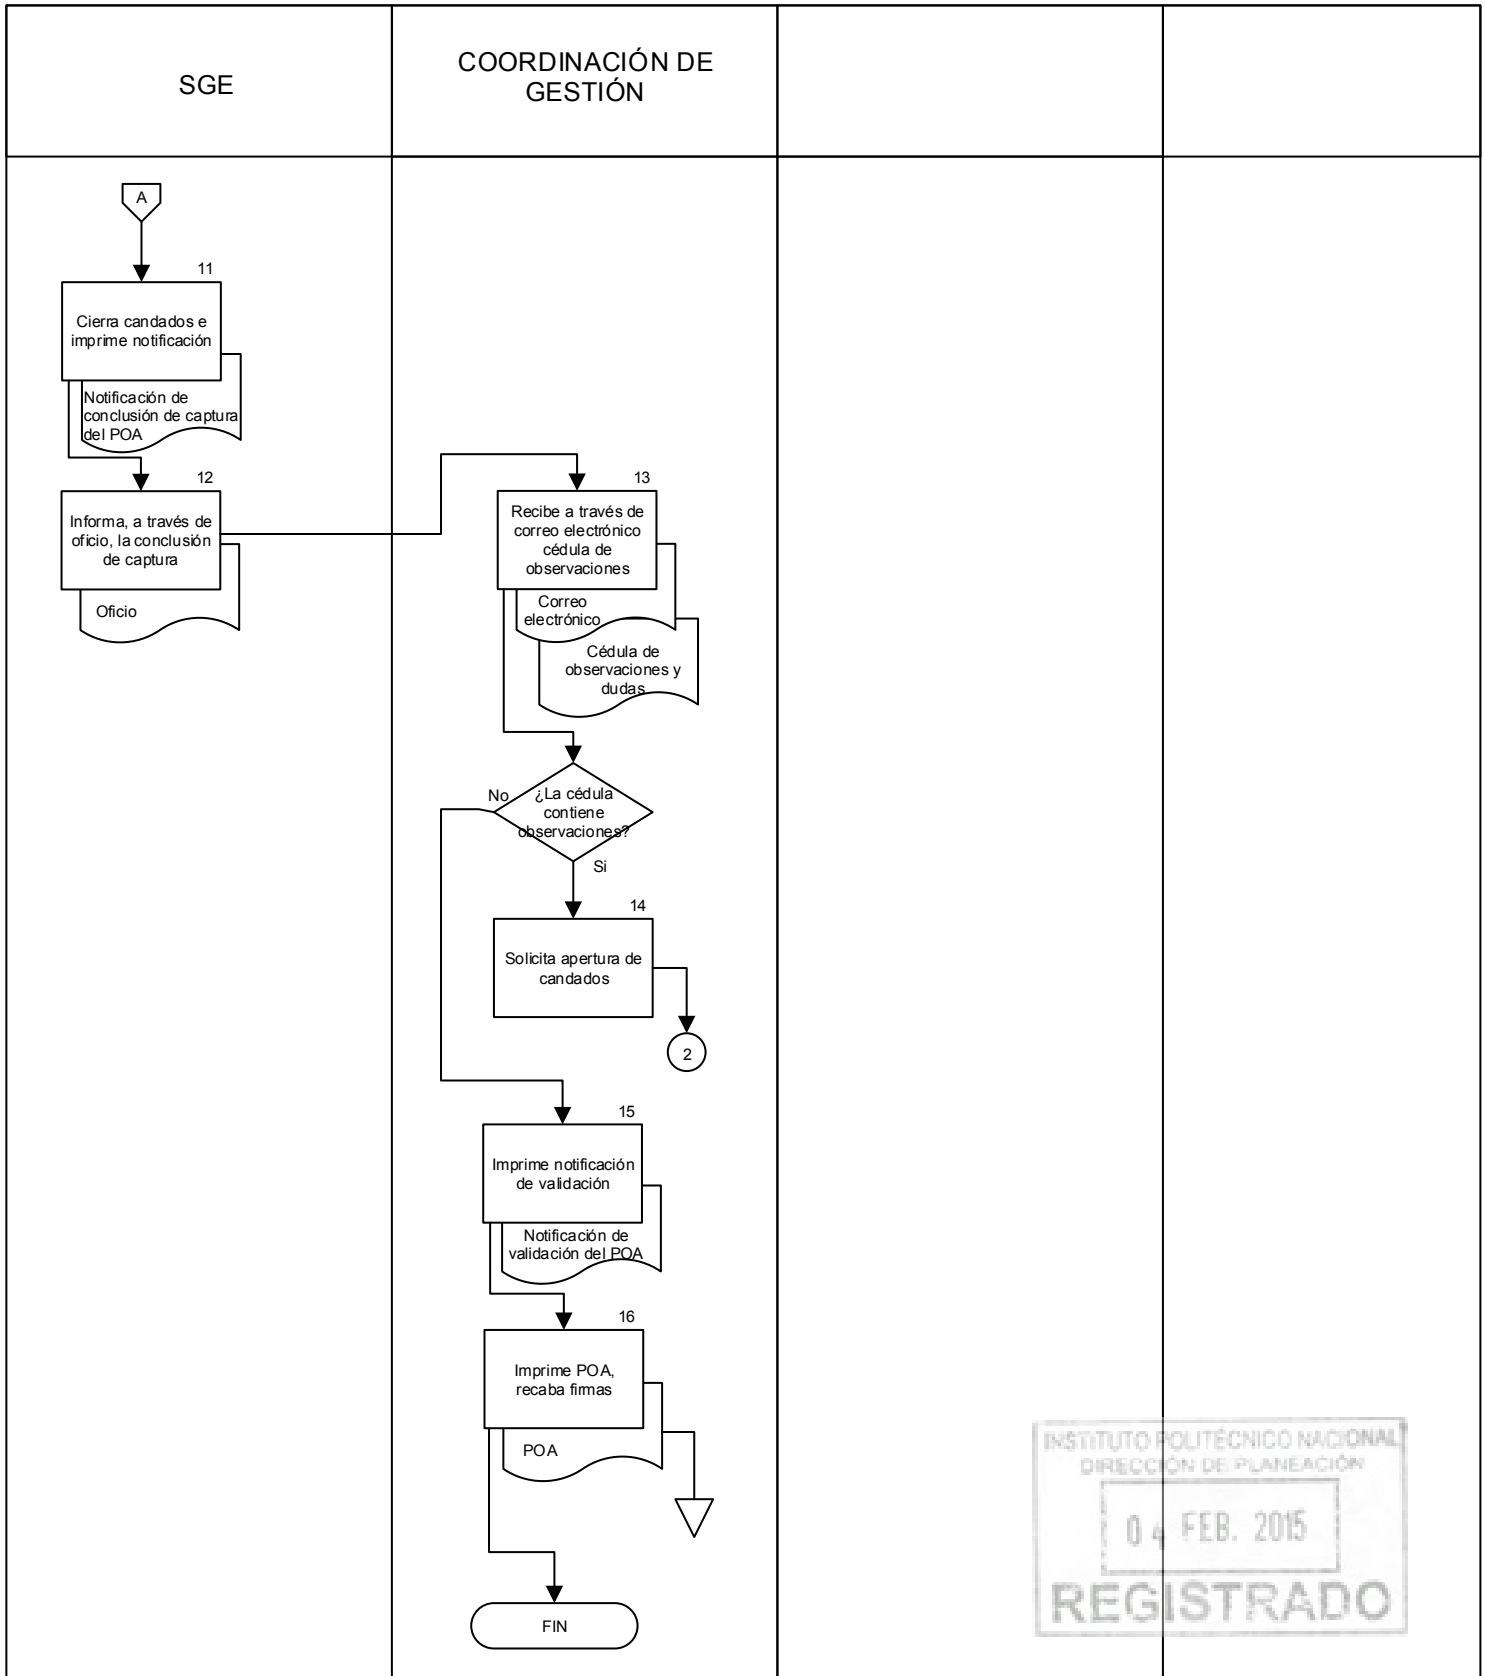 SGE
COORDINACIÓN DE
GESTIÓN
A
11
Cierra candados e
imprime notificación
Notificación de
conclusión de captura
del POA
12
Informa, a través de
oficio, la conclusión
de captura
Oficio
13
Recibe a través de
correo electrónico
cédula de
observaciones
Correo
electrónico
Cédula de
observaciones y
dudas
No
¿La cédula
contiene
observaciones?
Si
14
Solicita apertura de
candados
2
15
Imprime notificación
de validación
Notificación de
validación del POA
16
Imprime POA,
recaba firmas
POA
FIN
INSTITUTO POLITÉCNICO NACIONAL
DIRECCIÓN DE PLANEACIÓN
04 FEB. 2015
REGISTRADO